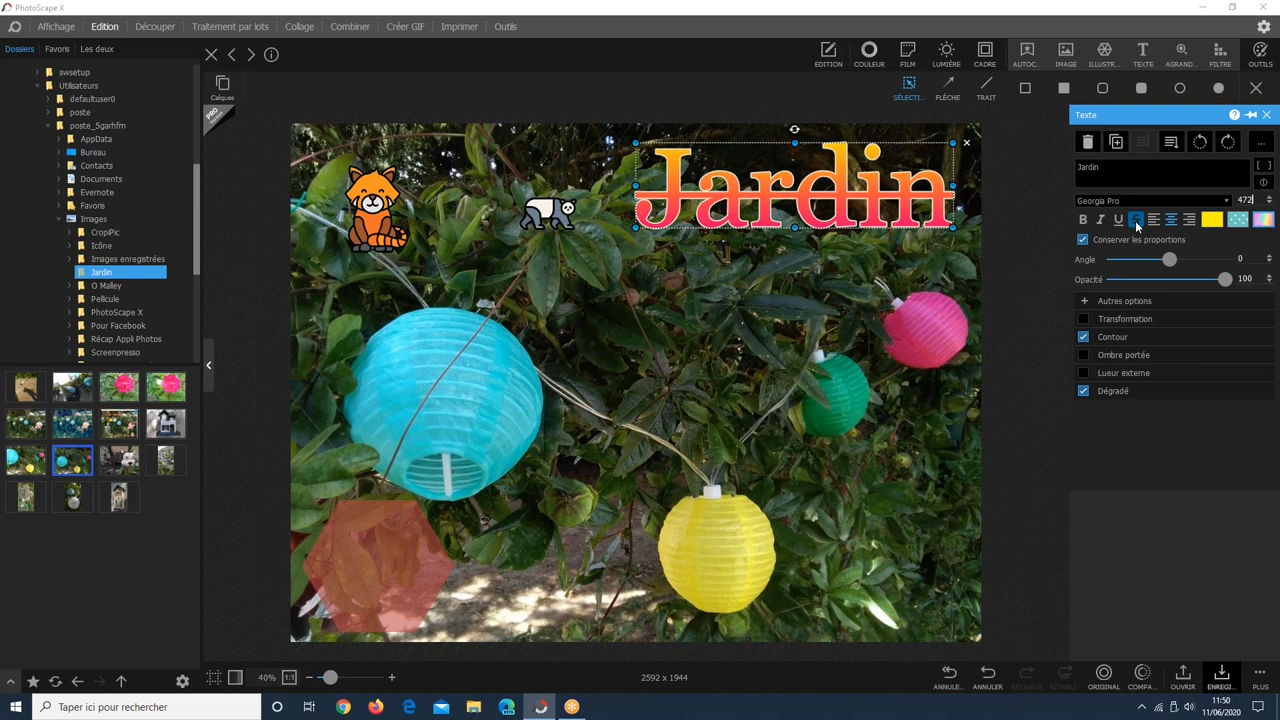 PhotoScape X
Affichage Edition Découper Traitement par lots Collage Combiner Créer GIF Imprimer Outils
Dossiers Favoris Les deux
EDITION COULEUR FILM LUMIÈRE CADRE AUTOC... IMAGE ILLUSTR... TEXTE AGRAND... FILTRE OUTILS
Calques
SÉLECTI... FLÈCHE TRAIT
PRO
swsetup
Utilisateurs
defaultuser0
poste
poste_5garhfm
AppData
Bureau
Contacts
Documents
Evernote
Favoris
Images
CropPic
Icône
Images enregistrées
Jardin
O Malley
Pellicule
PhotoScape X
Pour Facebook
Récap Appli Photos
Screenpresso
Jardin
Texte
Jardin
Georgia Pro 472
B I U S
Conserver les proportions
Angle 0
Opacité 100
Autres options
Transformation
Contour
Ombre portée
Lueur externe
Dégradé
40% 1:1 2592 x 1944
ANNULE... ANNULER RÉTABLI... ORIGINAL COMPA... OUVRIR ENREGI... PLUS
Taper ici pour rechercher
11:50
11/06/2020